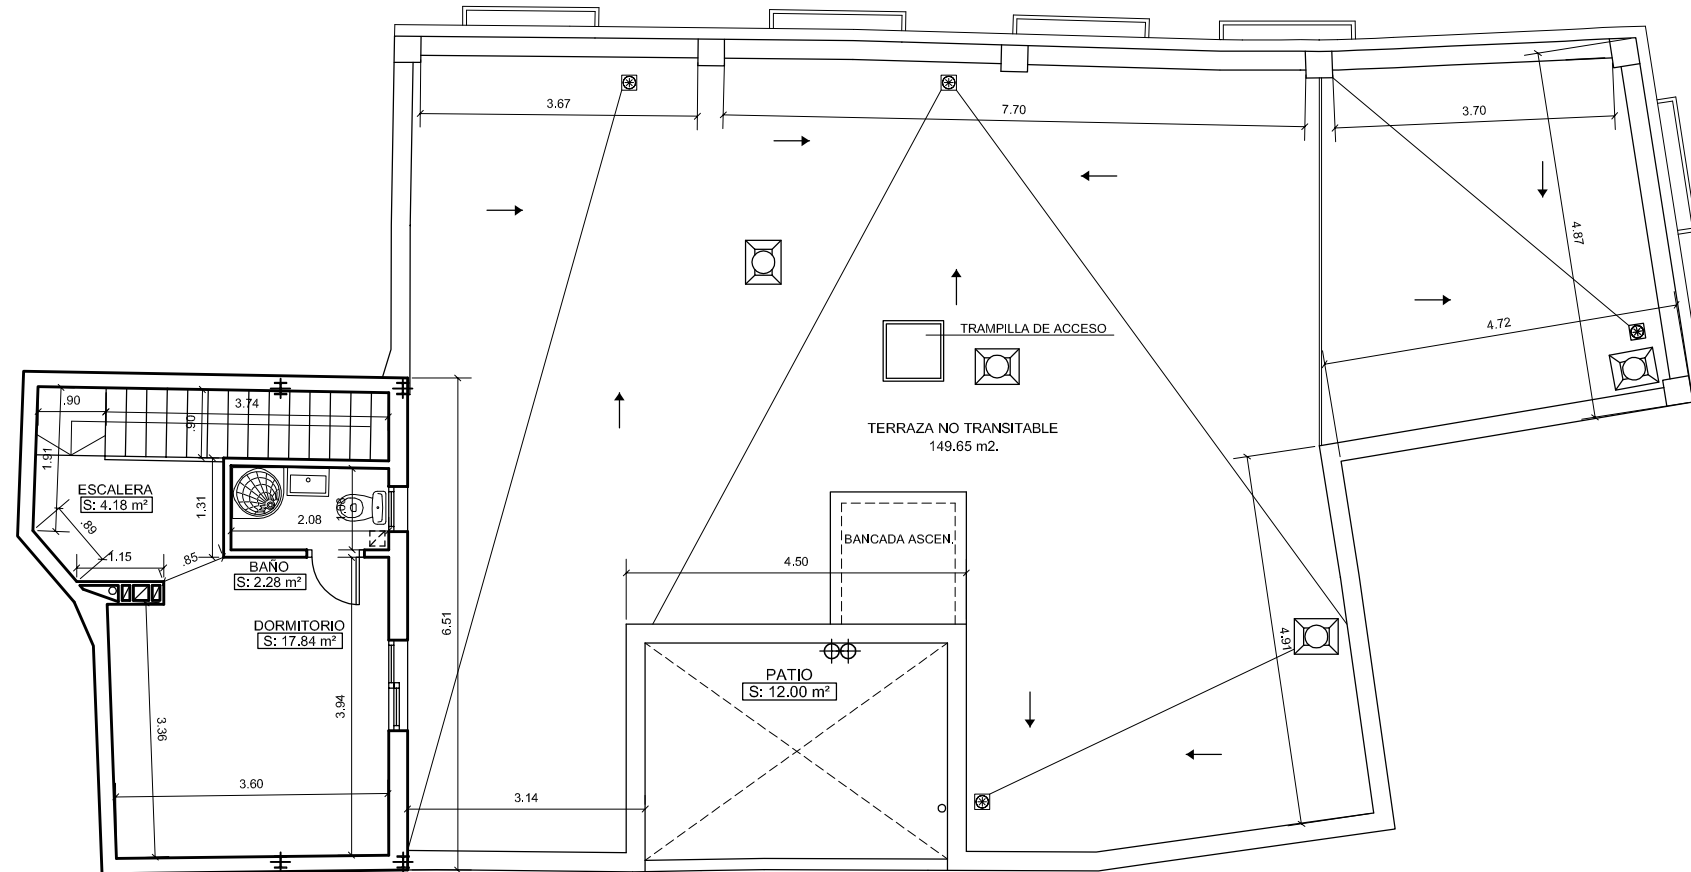 3.67
7.70
3.70
4.87
4.72
TRAMPILLA DE ACCESO
.90
3.74
.90
TERRAZA NO TRANSITABLE
149.65 m2.
1.91
ESCALERA
S: 4.18 m²
1.31
.89
2.08
1.15
.85
BAÑO
S: 2.28 m²
BANCADA ASCEN.
4.50
6.51
DORMITORIO
S: 17.84 m²
4.91
PATIO
S: 12.00 m²
3.94
3.36
3.60
3.14